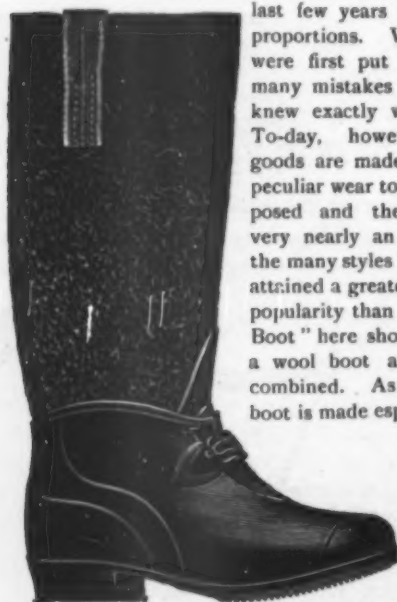 last few years
proportions. W
were first put
many mistakes
knew exactly w
To-day, howe
goods are made
peculiar wear to
posed and the
very nearly an
the many styles
attained a greate
popularity than
Boot" here sho
a wool boot a
combined. As
boot is made esp